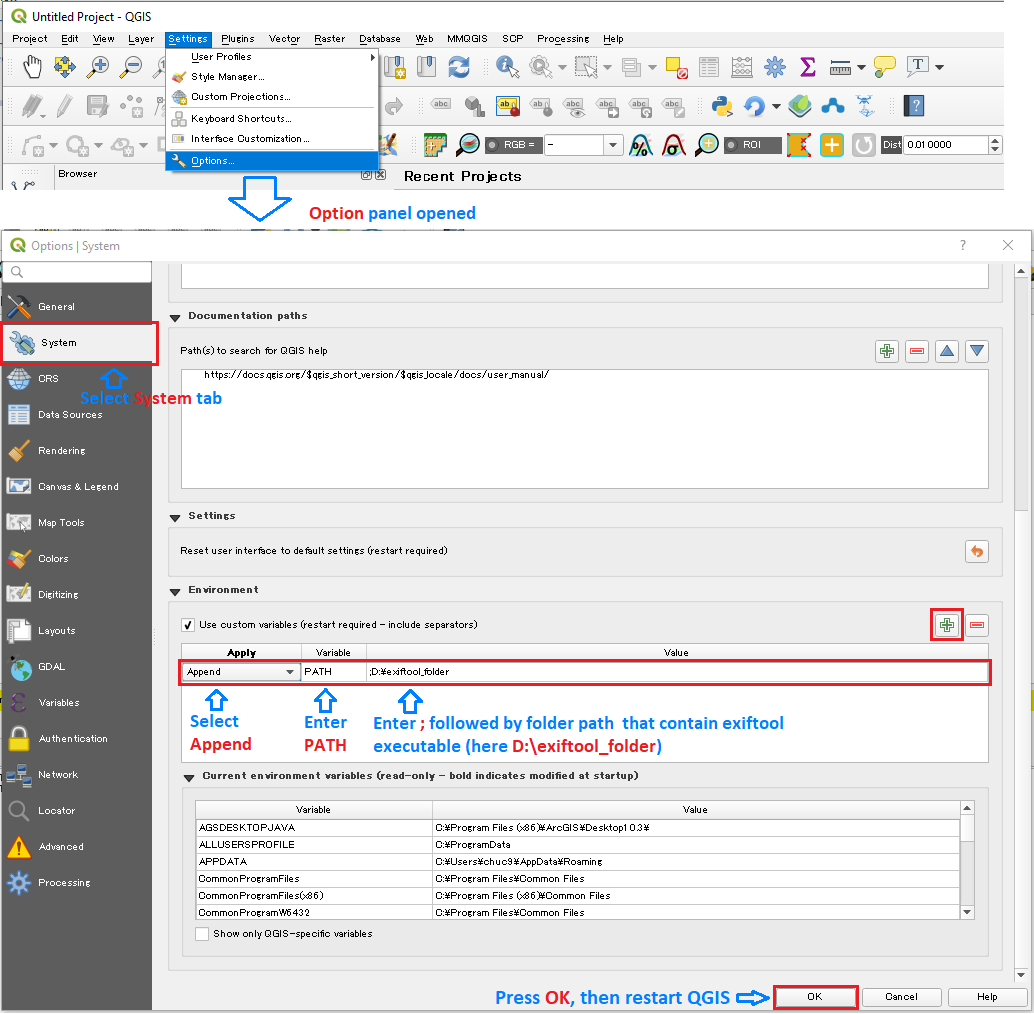 Untitled Project - QGIS
Project Edit View Layer Settings Plugins Vector Raster Database Web MMQGIS SCP Processing Help
User Profiles
Style Manager...
Custom Projections...
Keyboard Shortcuts...
Interface Customization...
Options...
abc abc abc abc abc abc abc
RGB = - ROI Dist 0.010000
Browser
Recent Projects
Option panel opened
Options | System
General
System
CRS
Select System tab
Data Sources
Rendering
Canvas & Legend
Map Tools
Colors
Digitizing
Layouts
GDAL
Variables
Authentication
Network
Locator
Advanced
Processing
Documentation paths
Path(s) to search for QGIS help
https://docs.qgis.org/$qgis_short_version/$qgis_locale/docs/user_manual/
Settings
Reset user interface to default settings (restart required)
Environment
Use custom variables (restart required - include separators)
Apply Variable Value
Append PATH ;D:¥exiftool_folder
Select
Append
Enter
PATH
Enter ; followed by folder path that contain exiftool
executable (here D:\exiftool_folder)
Current environment variables (read-only - bold indicates modified at startup)
Variable Value
AGSDESKTOPJAVA C:¥Program Files (x86)¥ArcGIS¥Desktop10.3¥
ALLUSERSPROFILE C:¥ProgramData
APPDATA C:¥Users¥chuc9¥AppData¥Roaming
CommonProgramFiles C:¥Program Files¥Common Files
CommonProgramFiles(x86) C:¥Program Files (x86)¥Common Files
CommonProgramW6432 C:¥Program Files¥Common Files
Show only QGIS-specific variables
Press OK, then restart QGIS
OK Cancel Help